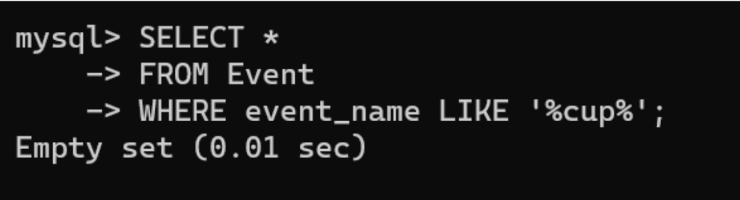 mysql> SELECT *
    -> FROM Event
    -> WHERE event_name LIKE '%cup%';
Empty set (0.01 sec)